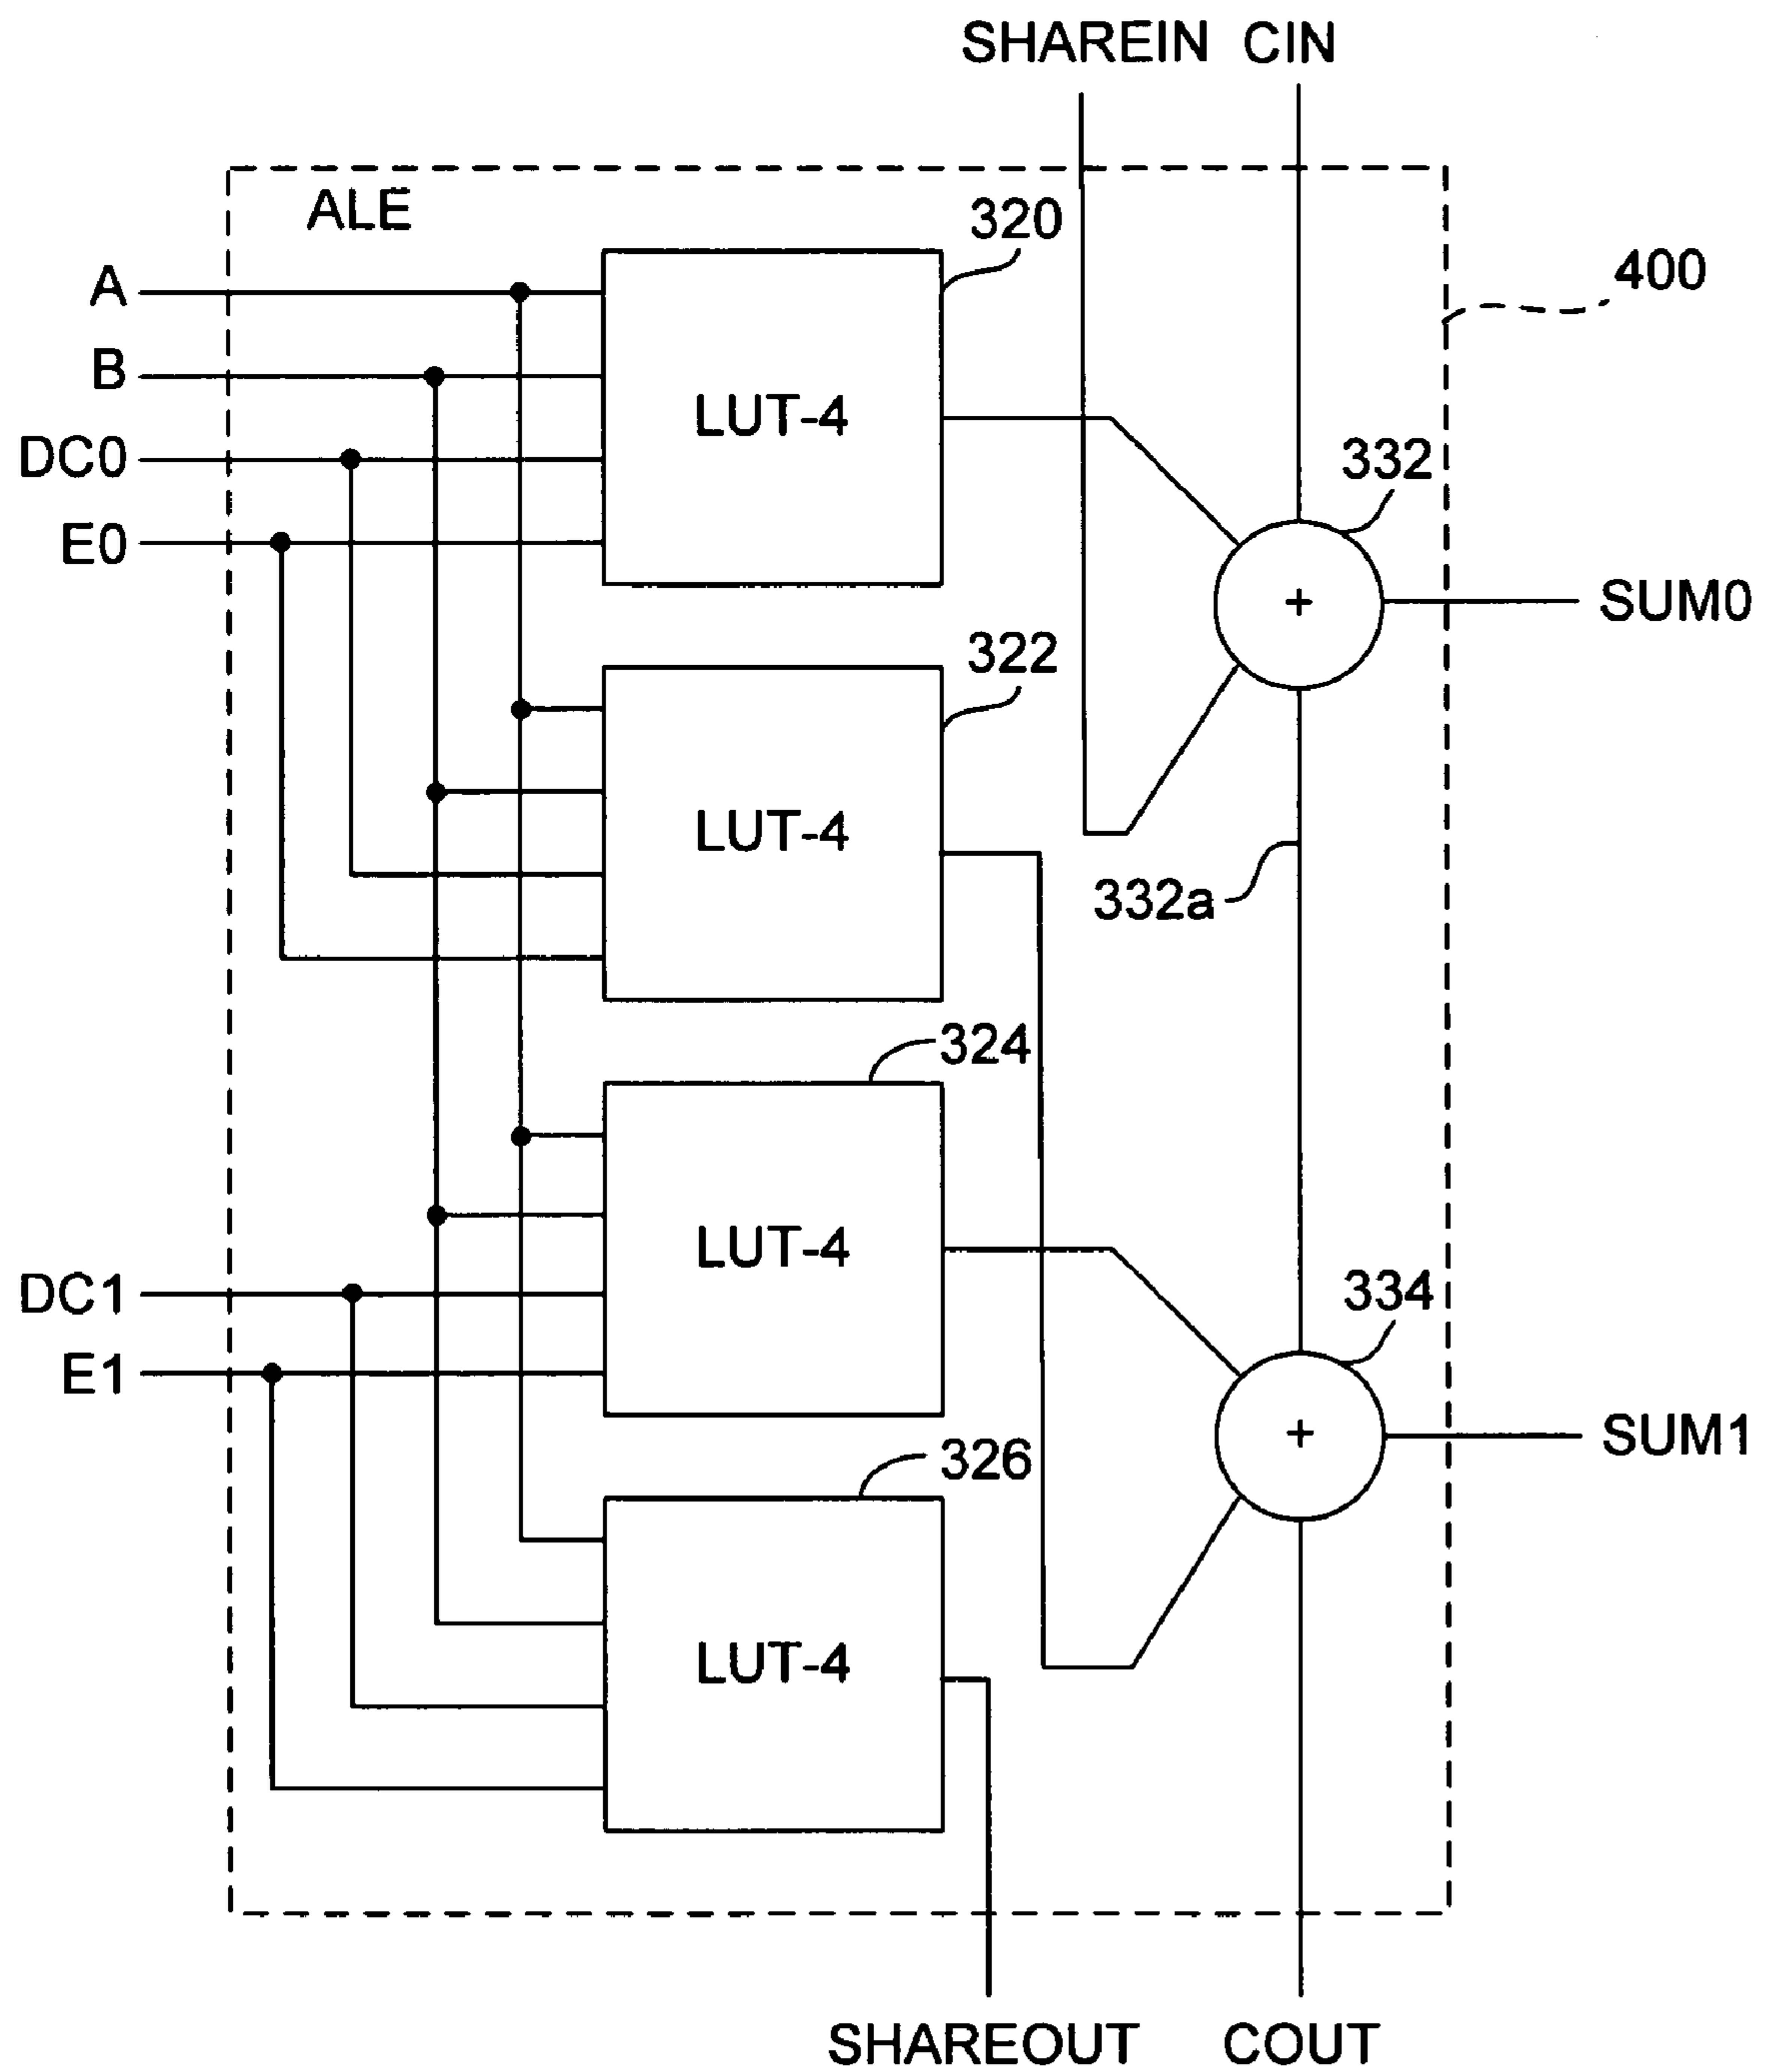 SHAREIN CIN
ALE
320
400
A
B
LUT-4
DC0
332
E0
+
SUM0
322
LUT-4
332a
324
LUT-4
DC1
334
E1
+
SUM1
326
LUT-4
SHAREOUT COUT